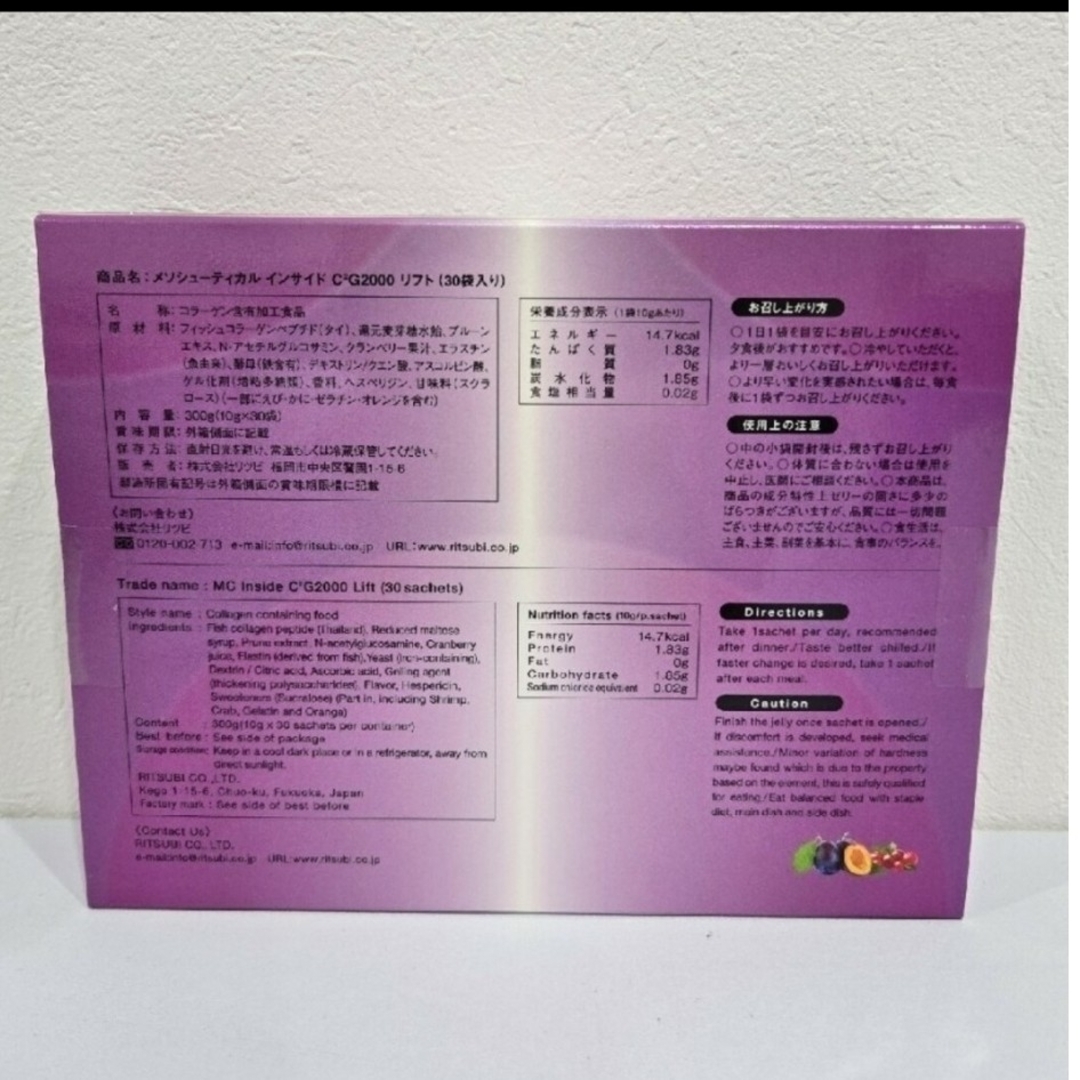 商品名：メソシューティカル インサイド C²G2000 リフト（30袋入り）
名　　称：コラーゲン含有加工食品
原 材 料：フィッシュコラーゲンペプチド（タイ）、還元麦芽糖水飴、プルーン
エキス、N-アセチルグルコサミン、クランベリー果汁、エラスチン
（魚由来）、酵母（鉄含有）、デキストリン/クエン酸、アスコルビン酸、
ゲル化剤（増粘多糖類）、香料、ヘスペリジン、甘味料（スクラ
ロース）（一部にえび・かに・ゼラチン・オレンジを含む）
内 容 量：300g(10g×30袋)
賞味期限：外箱側面に記載
保存方法：直射日光を避け、常温もしくは冷蔵保管してください。
販 売 者：株式会社リツビ 福岡市中央区警固1-15-6
製造所固有記号は外箱側面の賞味期限横に記載
〈お問い合わせ〉
株式会社リツビ
0120-002-713 e-mail:info@ritsubi.co.jp URL:www.ritsubi.co.jp
栄養成分表示（1袋10gあたり）
エネルギー 14.7kcal
たんぱく質 1.83g
脂質 0g
炭水化物 1.85g
食塩相当量 0.02g
お召し上がり方
○1日1袋を目安にお召し上がりください。
夕食後がおすすめです。○冷やしていただくと、
より一層おいしくお召し上がりいただけます。
○より早い変化を実感されたい場合は、毎食
後に1袋ずつお召し上がりください。
使用上の注意
○中の小袋開封後は、残さずお召し上がり
ください。○体質に合わない場合は使用を
中止し、医師にご相談ください。○本商品は、
商品の成分特性上ゼリーの固さに多少の
ばらつきがございますが、品質には一切問題
ございませんのでご安心ください。○食生活は、
主食、主菜、副菜を基本に、食事のバランスを。
Trade name : MC inside C²G2000 Lift (30 sachets)
Style name : Collagen containing food
Ingredients : Fish collagen peptide (Thailand), Reduced maltose
syrup, Prune extract, N-acetylglucosamine, Cranberry
juice, Elastin (derived from fish),Yeast (iron-containing),
Dextrin / Citric acid, Ascorbic acid, Gelling agent
(thickening polysaccharides), Flavor, Hespericin,
Sweeteners (Sucralose) (Part in, including Shrimp,
Crab, Gelatin and Orange)
Content : 300g(10g x 30 sachets per container)
Best before : See side of package
Storage condition: Keep in a cool dark place or in a refrigerator, away from
direct sunlight.
RITSUBI CO.,LTD.
Kego 1-15-6, Chuo-ku, Fukuoka, Japan
Factory mark : See side of best before
〈Contact Us〉
RITSUBI CO., LTD.
e-mail:info@ritsubi.co.jp URL:www.ritsubi.co.jp
Nutrition facts (10g/p.sachet)
Energy 14.7kcal
Protein 1.83g
Fat 0g
Carbohydrate 1.85g
Sodium chloride equivalent 0.02g
Directions
Take 1sachet per day, recommended
after dinner./Taste better chilled./If
faster change is desired, take 1 sachet
after each meal.
Caution
Finish the jelly once sachet is opened./
If discomfort is developed, seek medical
assistance./Minor variation of hardness
maybe found which is due to the property
based on the element, this is safely qualified
for eating./Eat balanced food with staple
diet, main dish and side dish.